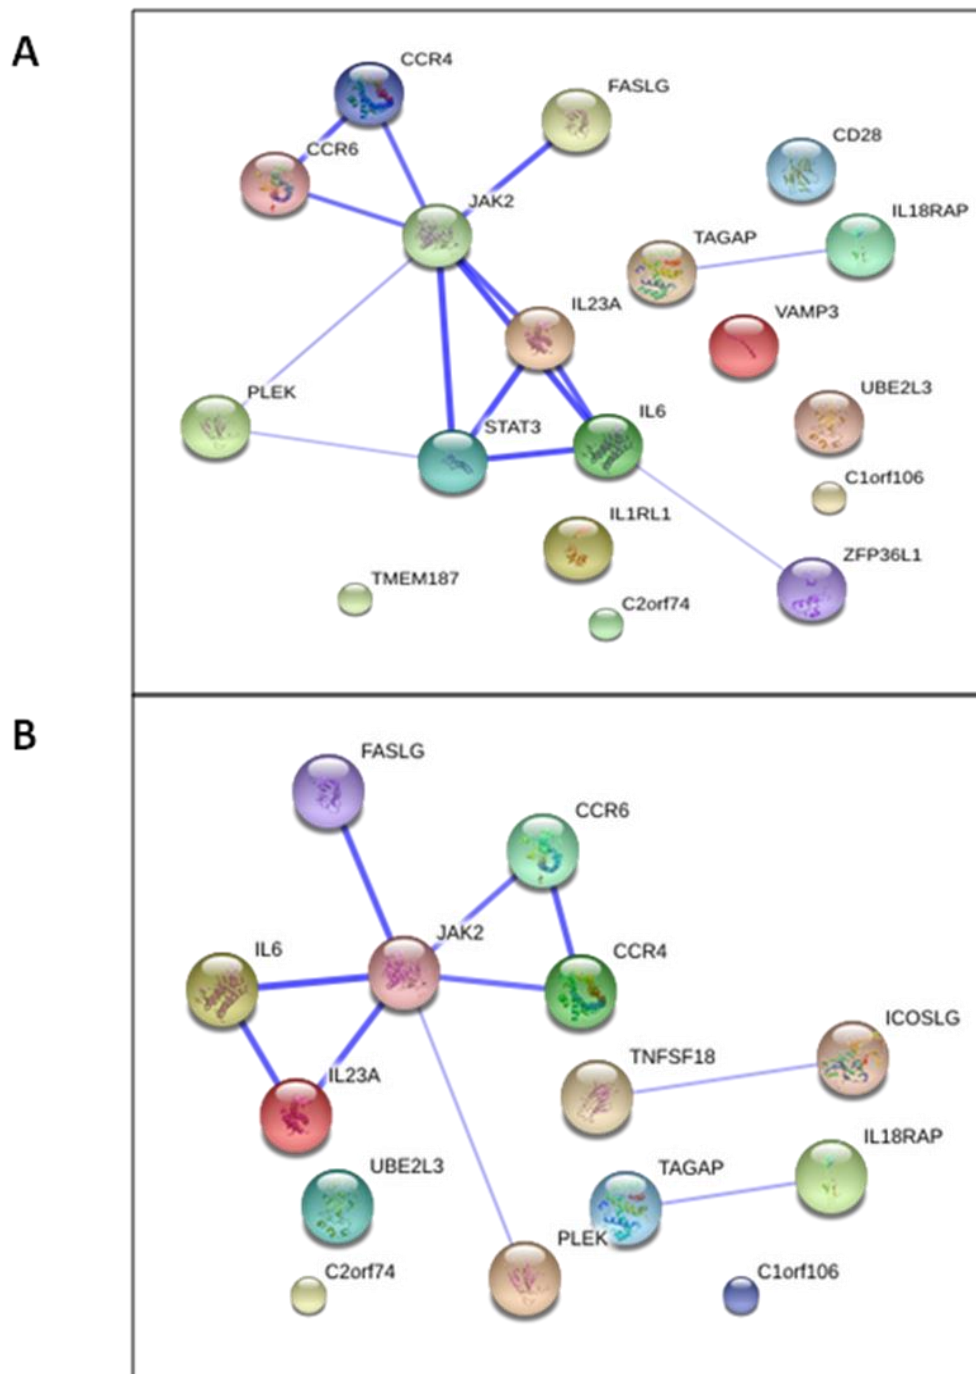 A
CCR4
FASLG
CD28
CCR6
JAK2
IL18RAP
TAGAP
IL23A
VAMP3
PLEK
UBE2L3
IL6
STAT3
C1orf106
IL1RL1
ZFP36L1
TMEM187
C2orf74
B
FASLG
CCR6
JAK2
IL6
CCR4
ICOSLG
TNFSF18
IL23A
IL18RAP
UBE2L3
TAGAP
PLEK
C2orf74
C1orf106